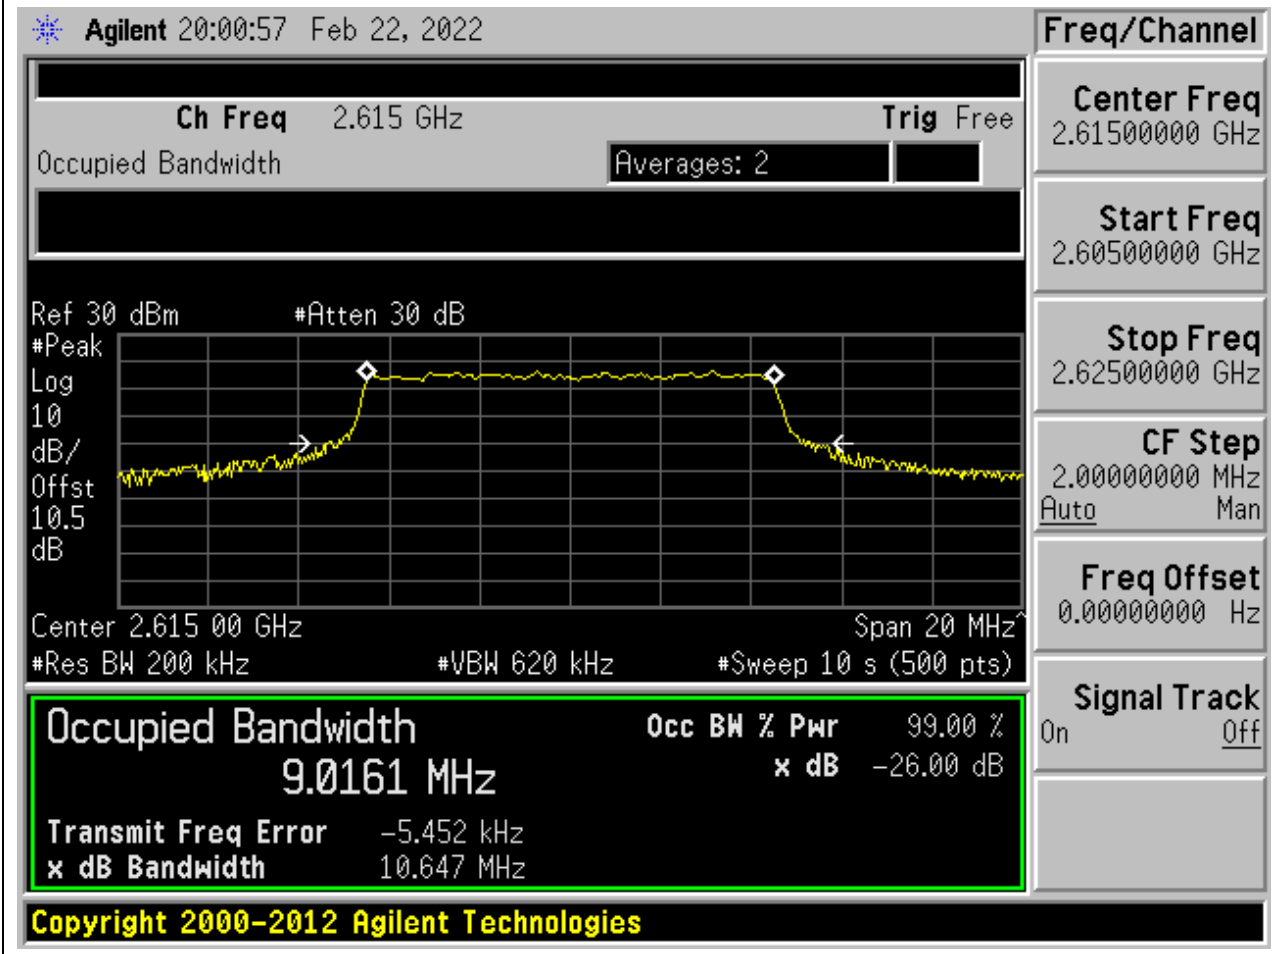 Agilent 20:00:57 Feb 22, 2022
Freq/Channel
Ch Freq 2.615 GHz
Trig Free
Occupied Bandwidth
Averages: 2
Ref 30 dBm
#Atten 30 dB
#Peak
Log
10
dB/
Offst
10.5
dB
Center 2.615 00 GHz
Span 20 MHz^
#Res BW 200 kHz
#VBW 620 kHz
#Sweep 10 s (500 pts)
Occupied Bandwidth
9.0161 MHz
Occ BW % Pwr 99.00 %
x dB -26.00 dB
Transmit Freq Error -5.452 kHz
x dB Bandwidth 10.647 MHz
Copyright 2000-2012 Agilent Technologies
Center Freq
2.61500000 GHz
Start Freq
2.60500000 GHz
Stop Freq
2.62500000 GHz
CF Step
2.00000000 MHz
Auto Man
Freq Offset
0.00000000 Hz
Signal Track
On Off